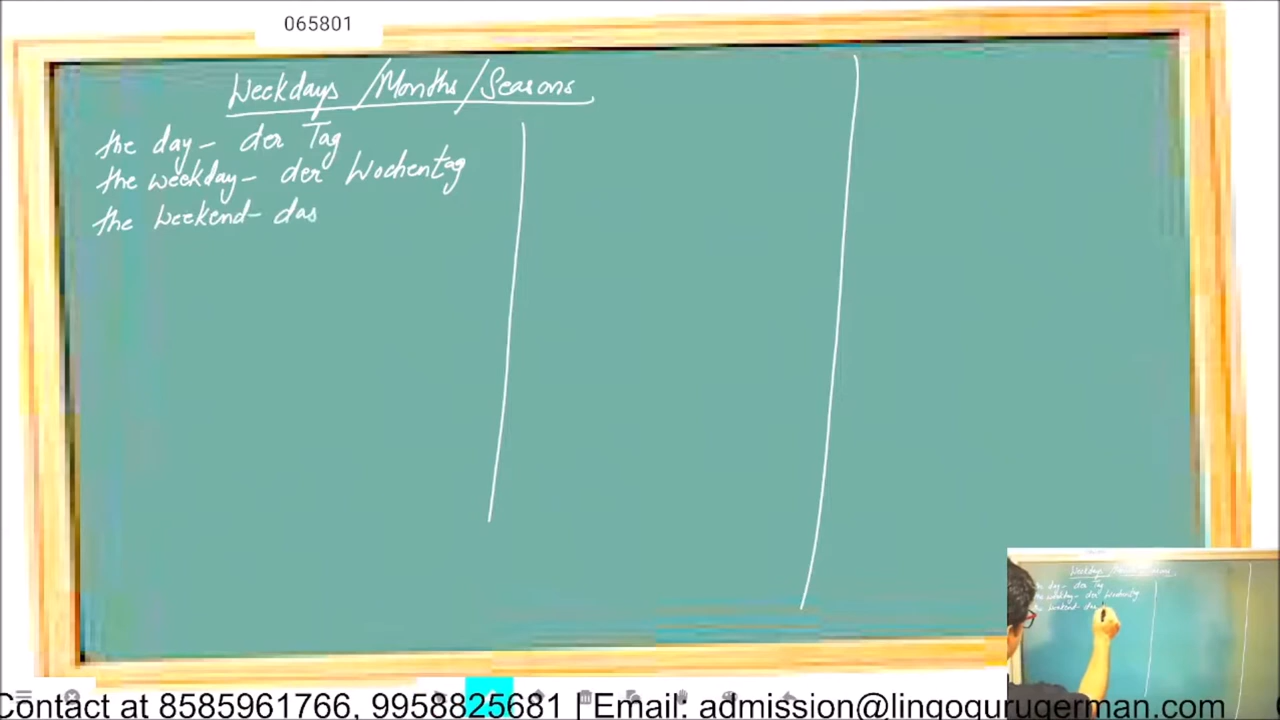 065801
Weekdays /Months/Seasons
the day- der Tag
the weekday- der Wochentag
the weekend- das
Contact at 8585961766, 9958825681 | Email: admission@lingogurugerman.com